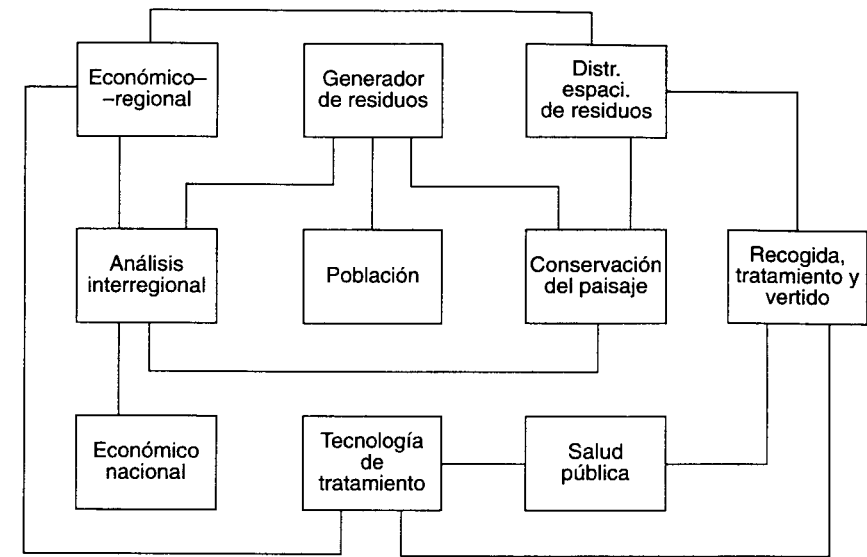 Económico–
–regional
Generador
de residuos
Distr.
espaci.
de residuos
Análisis
interregional
Población
Conservación
del paisaje
Recogida,
tratamiento y
vertido
Económico
nacional
Tecnología
de
tratamiento
Salud
pública